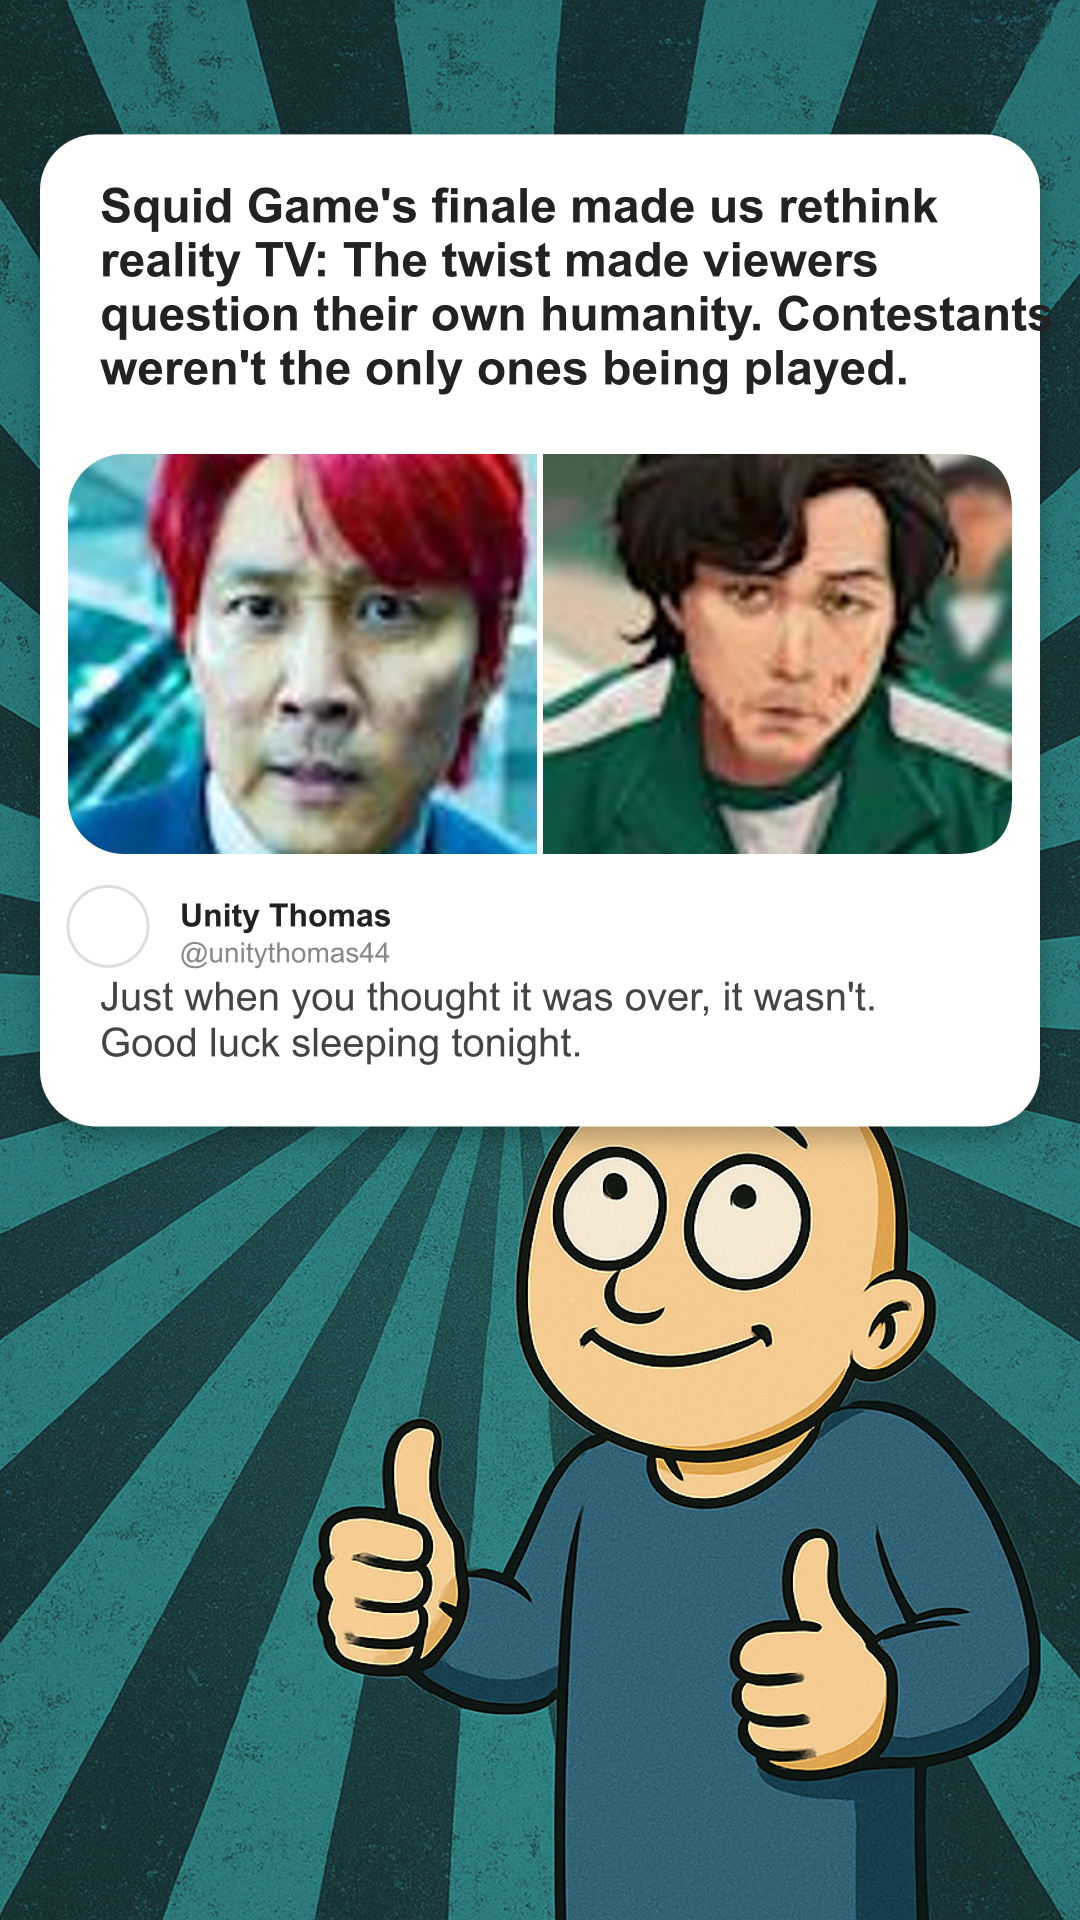 Squid Game's finale made us rethink
reality TV: The twist made viewers
question their own humanity. Contestants
weren't the only ones being played.
Unity Thomas
@unitythomas44
Just when you thought it was over, it wasn't.
Good luck sleeping tonight.